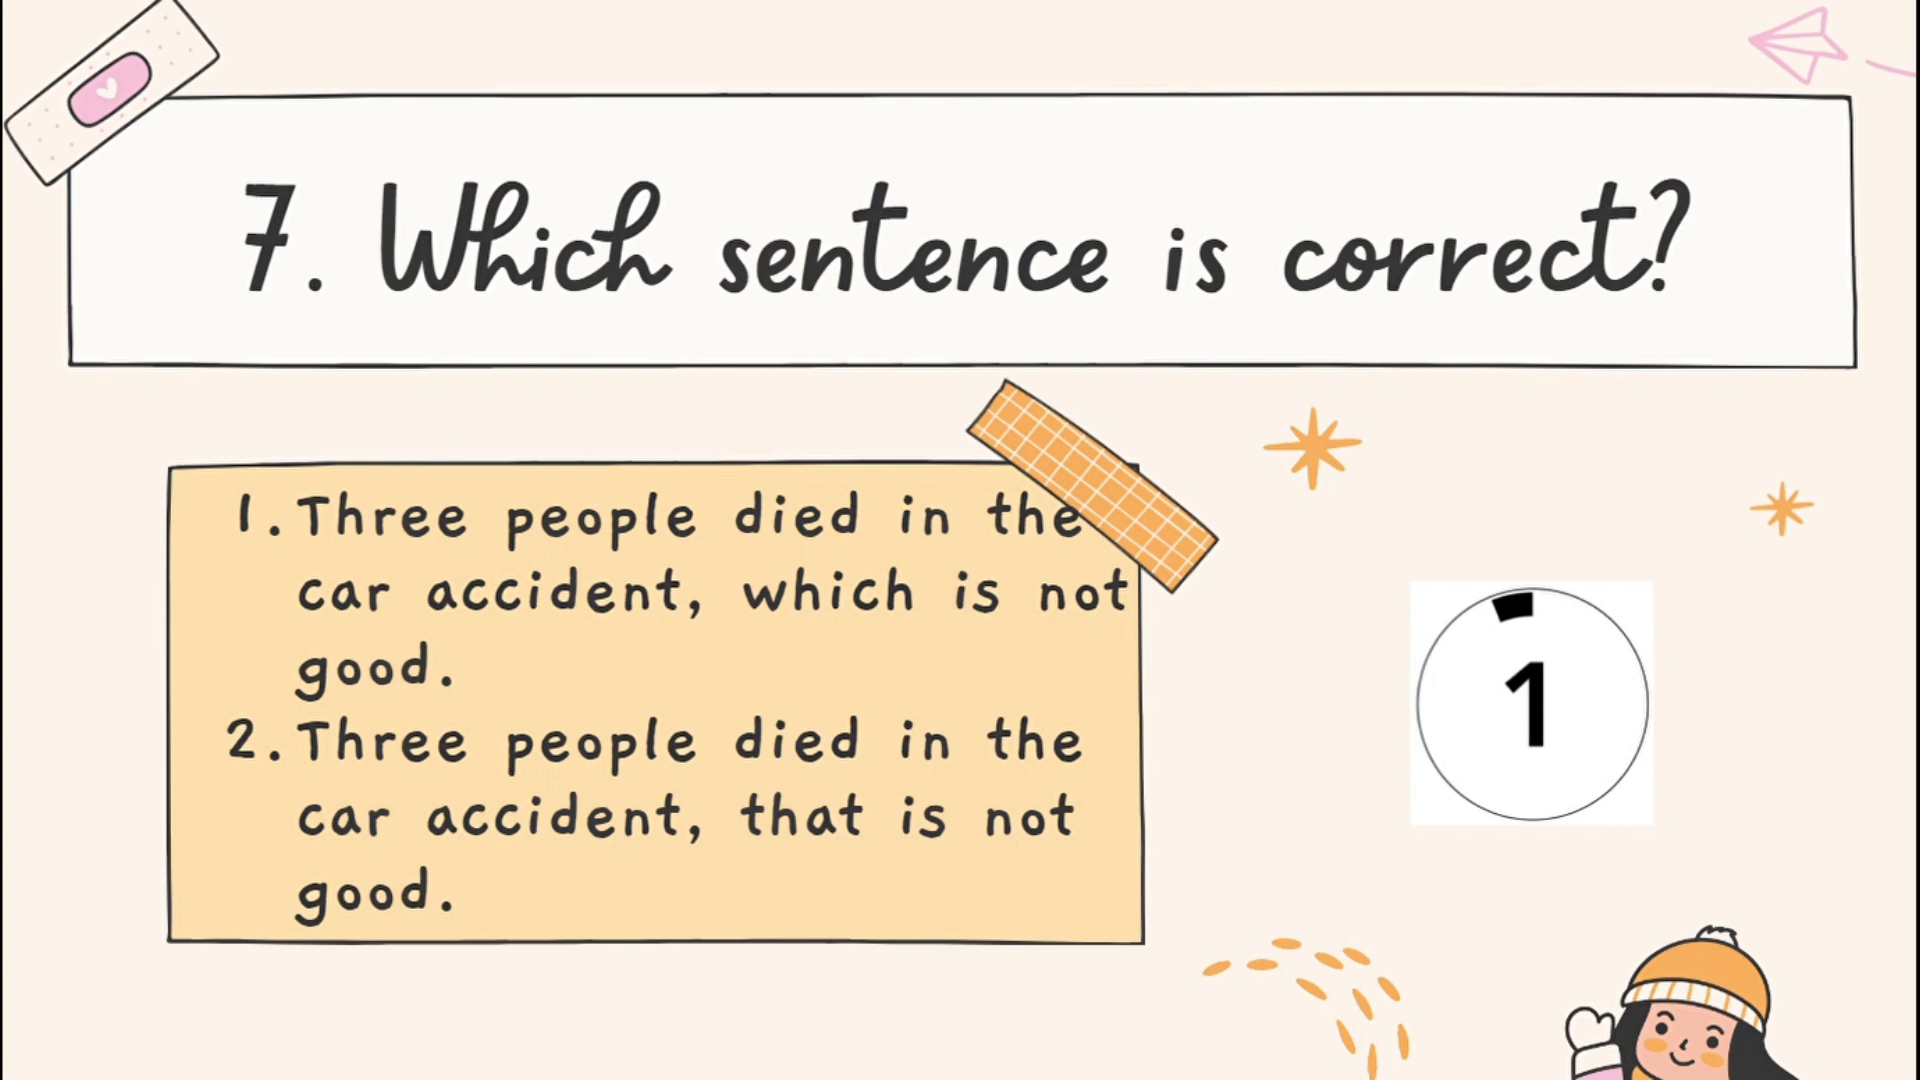 7. Which sentence is correct?
1. Three people died in the
car accident, which is not
good.
2. Three people died in the
car accident, that is not
good.
1